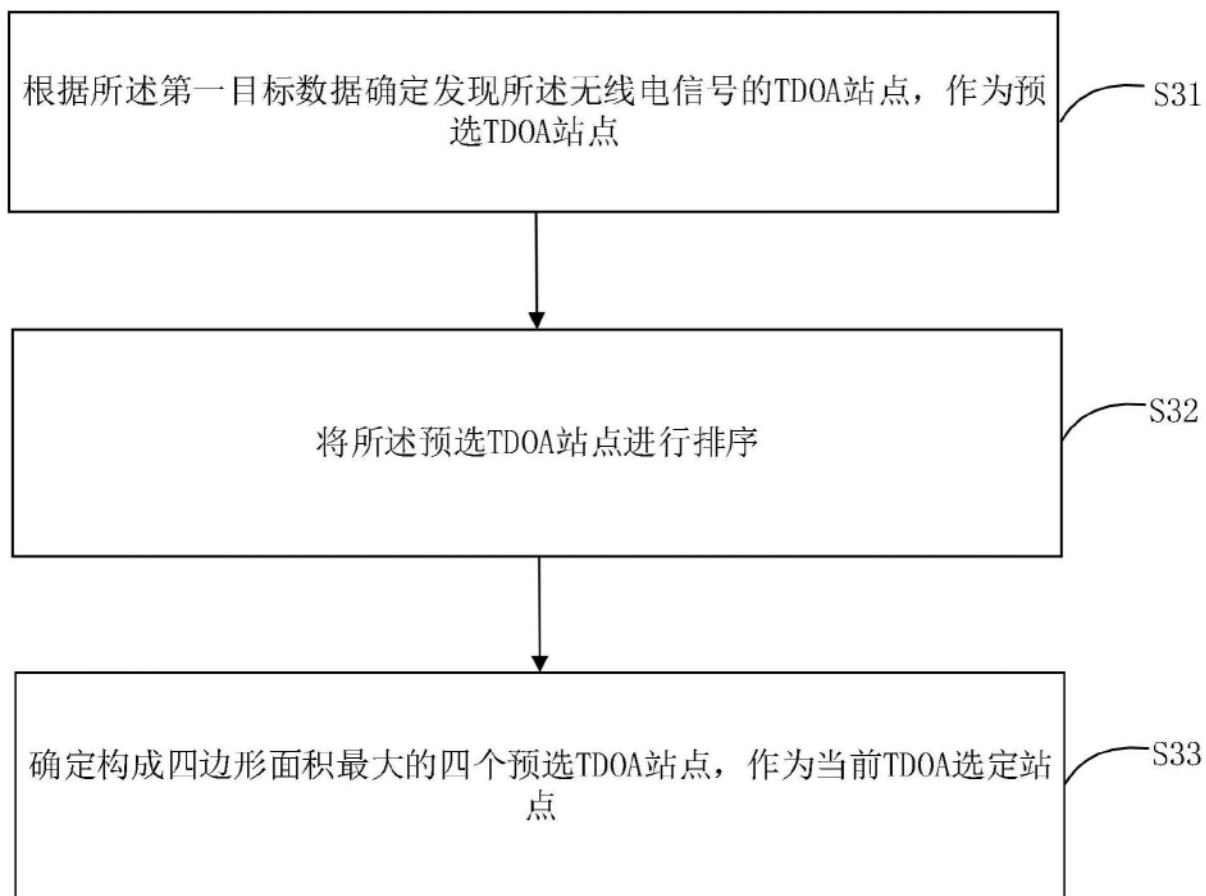 根据所述第一目标数据确定发现所述无线电信号的TDOA站点，作为预
选TDOA站点
S31
将所述预选TDOA站点进行排序
S32
确定构成四边形面积最大的四个预选TDOA站点，作为当前TDOA选定站
点
S33